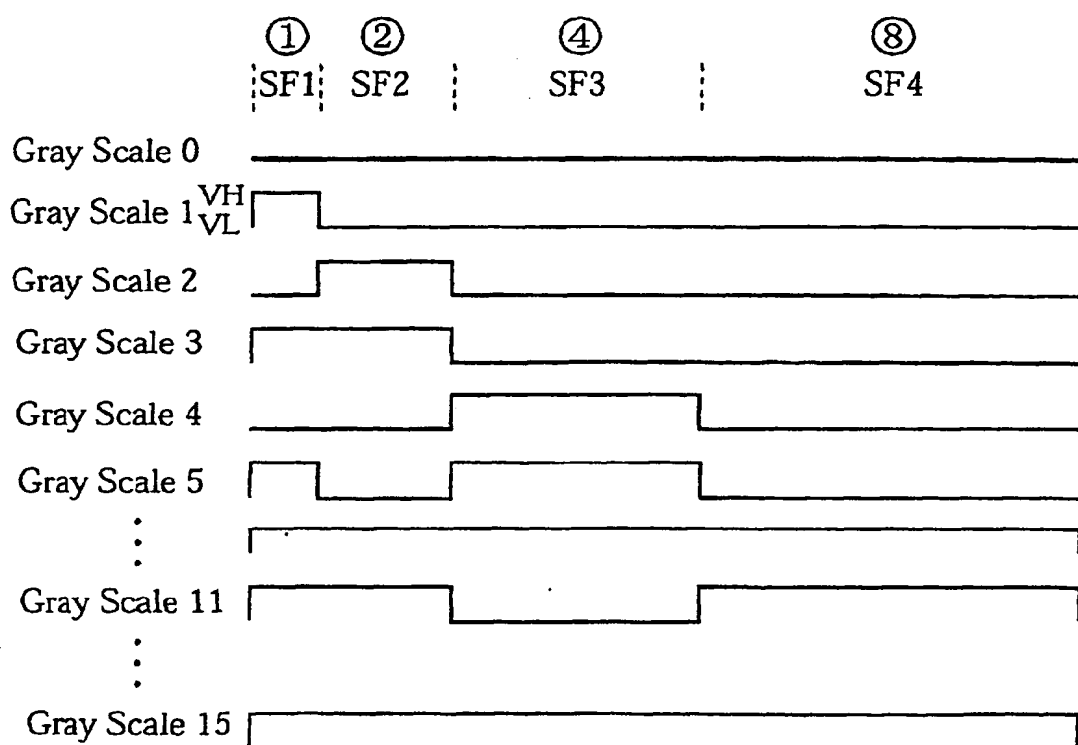 ① ② ④ ⑧
SF1 SF2 SF3 SF4
Gray Scale 0
Gray Scale 1 VH
VL
Gray Scale 2
Gray Scale 3
Gray Scale 4
Gray Scale 5
Gray Scale 11
Gray Scale 15